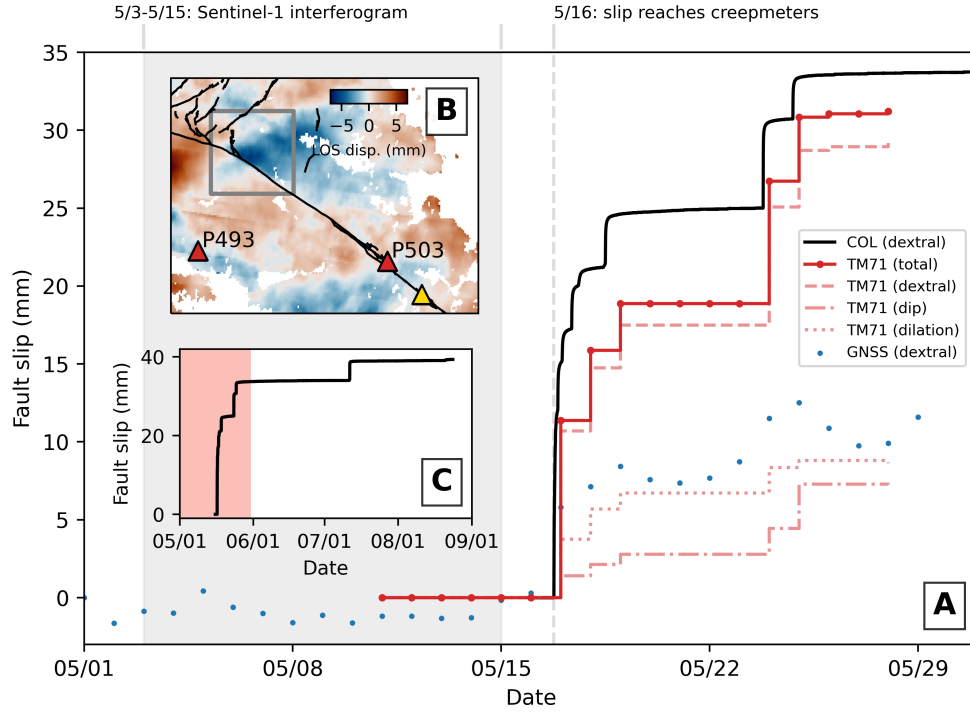 5/3-5/15: Sentinel-1 interferogram
5/16: slip reaches creepmeters
Fault slip (mm)
35
30
25
20
15
10
5
0
05/01
05/08
05/15
05/22
05/29
Date
A
B
−5 0 5
LOS disp. (mm)
P493
P503
Fault slip (mm)
40
20
0
05/01
06/01
07/01
08/01
09/01
Date
C
COL (dextral)
TM71 (total)
TM71 (dextral)
TM71 (dip)
TM71 (dilation)
GNSS (dextral)